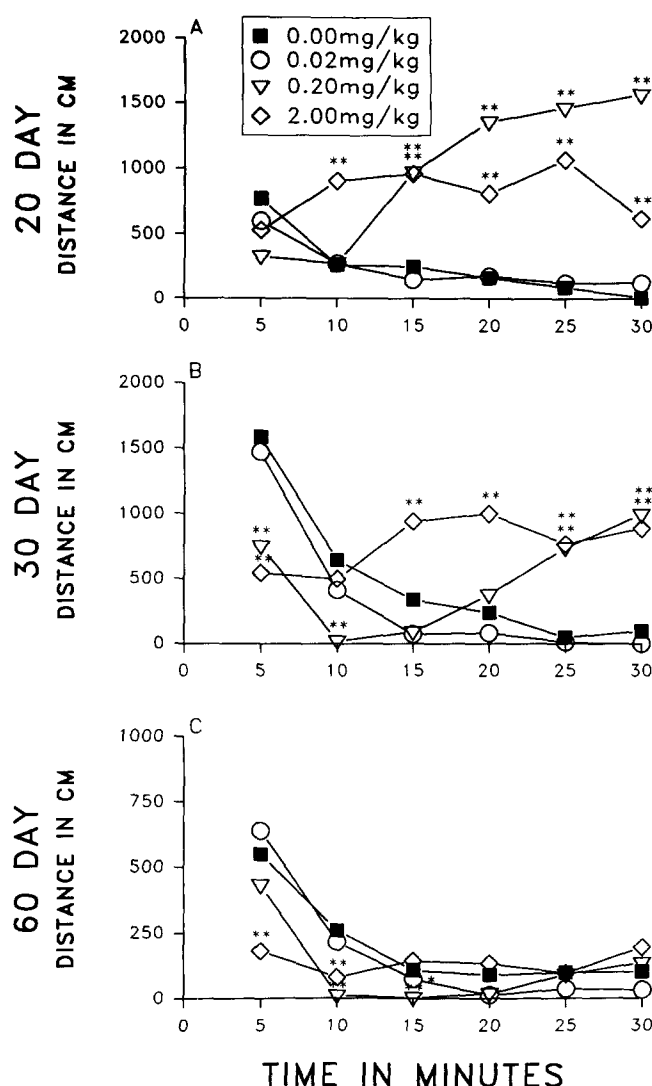 A
0.00mg/kg
0.02mg/kg
0.20mg/kg
2.00mg/kg
20 DAY
DISTANCE IN CM
2000
1500
1000
500
0
** ** ** ** ** ** ** ** ** **
0 5 10 15 20 25 30
B
30 DAY
DISTANCE IN CM
2000
1500
1000
500
0
** ** ** ** ** ** ** ** **
0 5 10 15 20 25 30
C
60 DAY
DISTANCE IN CM
1000
750
500
250
0
** ** **
0 5 10 15 20 25 30
TIME IN MINUTES